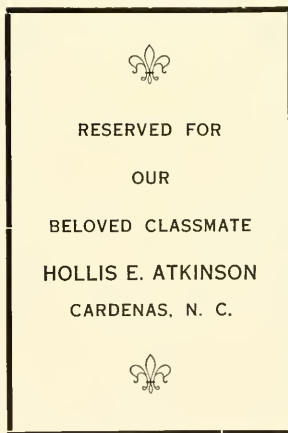 RESERVED FOR
OUR
BELOVED CLASSMATE
HOLLIS E. ATKINSON
CARDENAS, N. C.